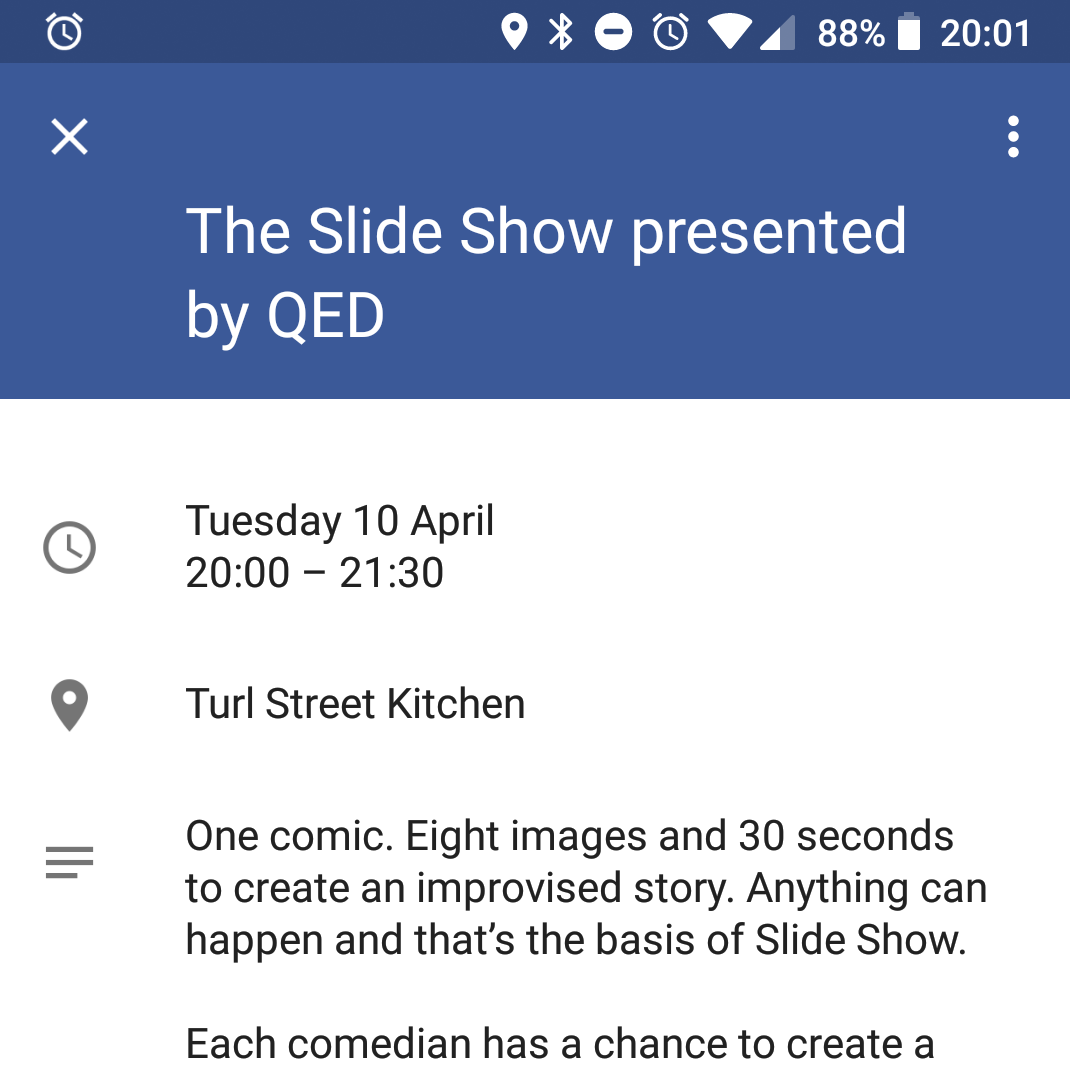 88% 20:01
The Slide Show presented
by QED
Tuesday 10 April
20:00 – 21:30
Turl Street Kitchen
One comic. Eight images and 30 seconds
to create an improvised story. Anything can
happen and that’s the basis of Slide Show.
Each comedian has a chance to create a